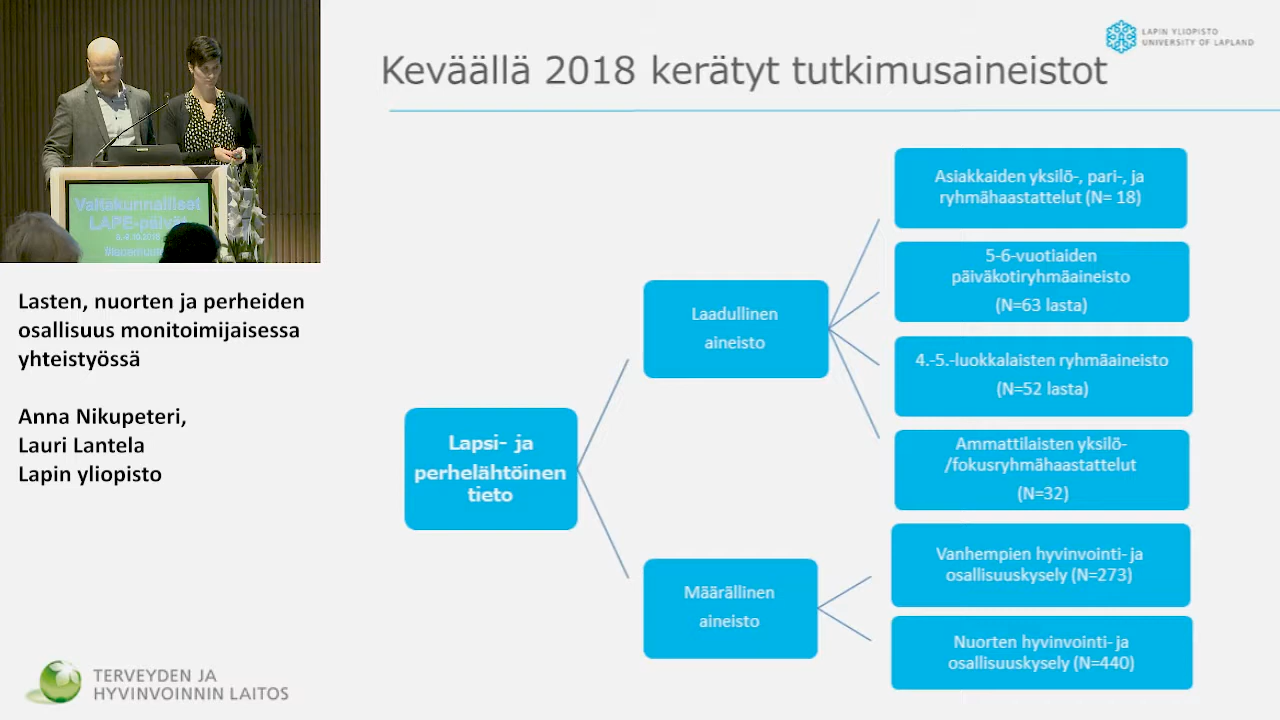 LAPIN YLIOPISTO
UNIVERSITY OF LAPLAND
Keväällä 2018 kerätyt tutkimusaineistot
Valtakunnalliset
LAPE-päivät
Lasten, nuorten ja perheiden
osallisuus monitoimijaisessa
yhteistyössä
Anna Nikupeteri,
Lauri Lantela
Lapin yliopisto
Lapsi- ja
perhelähtöinen
tieto
Laadullinen
aineisto
Asiakkaiden yksilö-, pari-, ja
ryhmähaastattelut (N= 18)
5-6-vuotiaiden
päiväkotiryhmäaineisto
(N=63 lasta)
4.-5.-luokkalaisten ryhmäaineisto
(N=52 lasta)
Ammattilaisten yksilö-
/fokusryhmähaastattelut
(N=32)
Määrällinen
aineisto
Vanhempien hyvinvointi- ja
osallisuuskysely (N=273)
Nuorten hyvinvointi- ja
osallisuuskysely (N=440)
TERVEYDEN JA
HYVINVOINNIN LAITOS